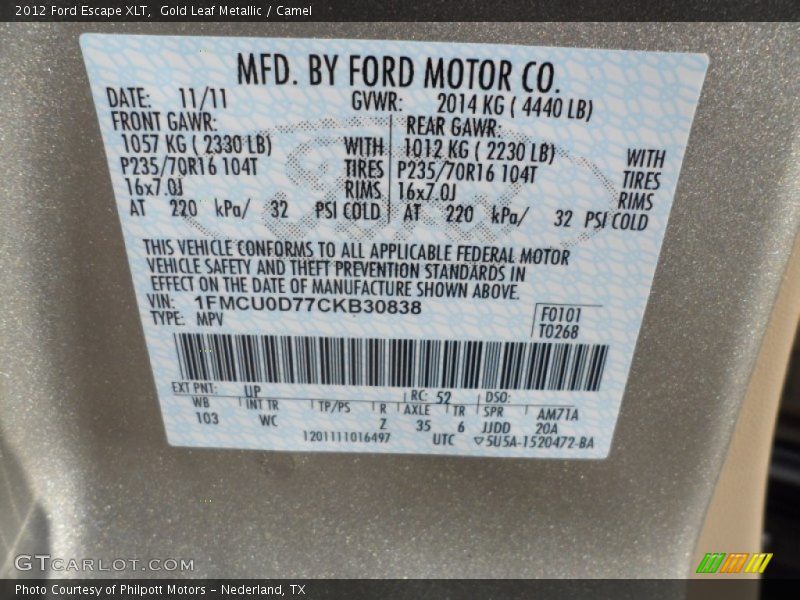 2012 Ford Escape XLT,  Gold Leaf Metallic / Camel
MFD. BY FORD MOTOR CO.
DATE: 11/11 GVWR: 2014 KG ( 4440 LB)
FRONT GAWR: REAR GAWR:
1057 KG ( 2330 LB) WITH 1012 KG ( 2230 LB) WITH
P235/70R16 104T TIRES P235/70R16 104T TIRES
16x7.0J RIMS 16x7.0J RIMS
AT 220 kPa/ 32 PSI COLD AT 220 kPa/ 32 PSI COLD
THIS VEHICLE CONFORMS TO ALL APPLICABLE FEDERAL MOTOR
VEHICLE SAFETY AND THEFT PREVENTION STANDARDS IN
EFFECT ON THE DATE OF MANUFACTURE SHOWN ABOVE.
VIN: 1FMCU0D77CKB30838 F0101
TYPE: MPV T0268
EXT PNT: UP RC: 52 DSO:
WB INT TR TP/PS R AXLE TR SPR AM71A
103 WC Z 35 6 JJDD 20A
1201111016497 UTC ▽5U5A-1520472-BA
GTCARLOT.COM
Photo Courtesy of Philpott Motors – Nederland, TX